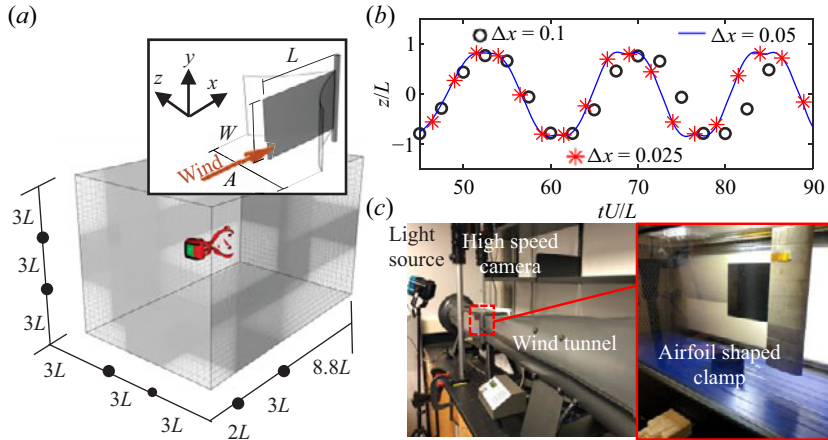 (a)
L
y
z
x
W
Wind
A
3L
3L
3L
3L
3L
3L
2L
3L
8.8L
(b)
Δx = 0.1
Δx = 0.05
1
z/L
0
−1
Δx = 0.025
50
60
70
80
90
tU/L
(c)
Light
source
High speed
camera
Wind tunnel
Airfoil shaped
clamp